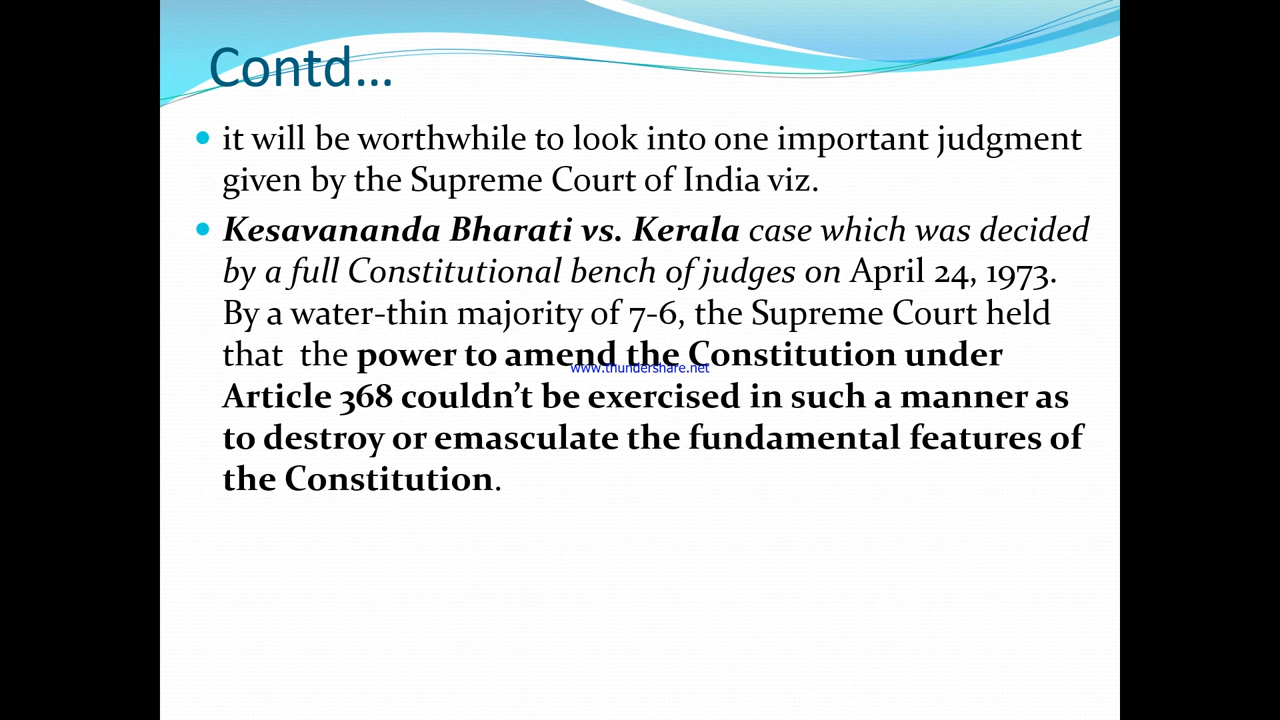 Contd...
it will be worthwhile to look into one important judgment
given by the Supreme Court of India viz.
Kesavananda Bharati vs. Kerala case which was decided
by a full Constitutional bench of judges on April 24, 1973.
By a water-thin majority of 7-6, the Supreme Court held
that the power to amend the Constitution under
www.thundershare.net
Article 368 couldn’t be exercised in such a manner as
to destroy or emasculate the fundamental features of
the Constitution.